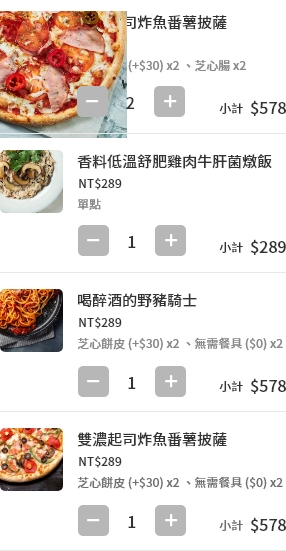 司炸魚番薯披薩
(+$30) x2 、芝心腸 x2
2
小計 $578
香料低溫舒肥雞肉牛肝菌燉飯
NT$289
單點
1
小計 $289
喝醉酒的野豬騎士
NT$289
芝心餅皮 (+$30) x2 、無需餐具 ($0) x2
1
小計 $578
雙濃起司炸魚番薯披薩
NT$289
芝心餅皮 (+$30) x2 、無需餐具 ($0) x2
1
小計 $578